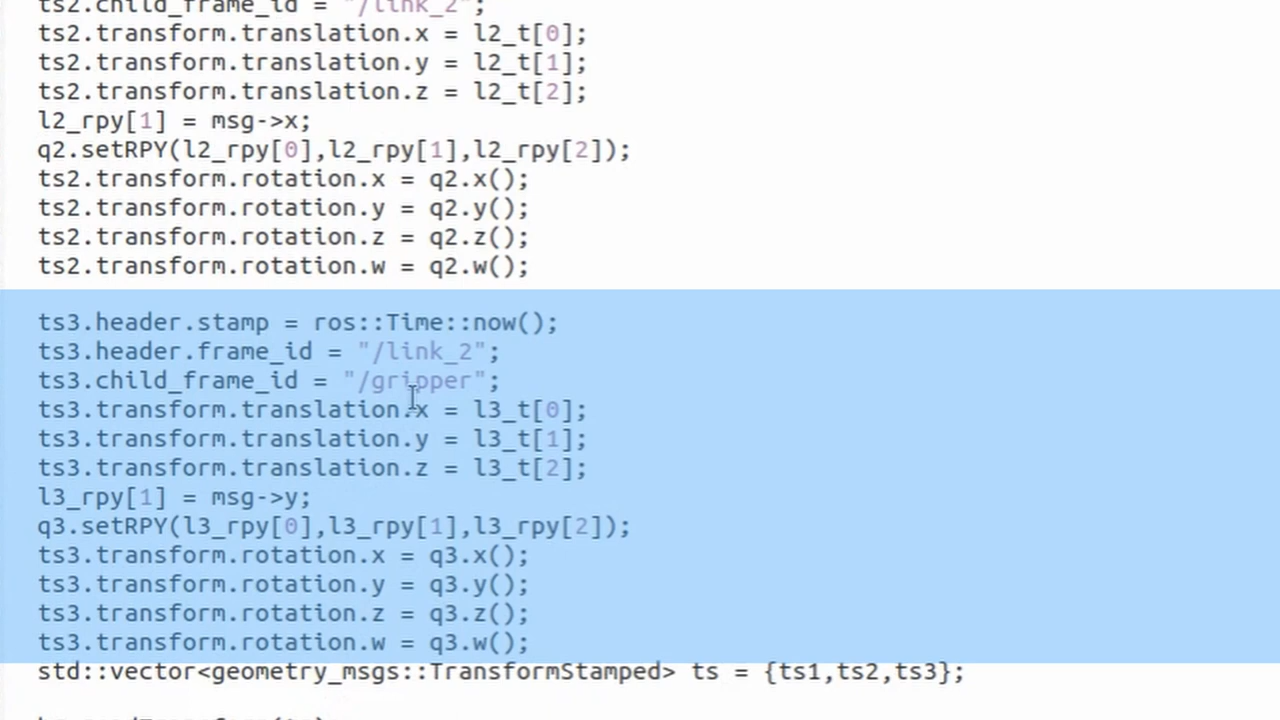 ts2.child_frame_id = "/link_2";
ts2.transform.translation.x = l2_t[0];
ts2.transform.translation.y = l2_t[1];
ts2.transform.translation.z = l2_t[2];
l2_rpy[1] = msg->x;
q2.setRPY(l2_rpy[0],l2_rpy[1],l2_rpy[2]);
ts2.transform.rotation.x = q2.x();
ts2.transform.rotation.y = q2.y();
ts2.transform.rotation.z = q2.z();
ts2.transform.rotation.w = q2.w();
ts3.header.stamp = ros::Time::now();
ts3.header.frame_id = "/link_2";
ts3.child_frame_id = "/gripper";
ts3.transform.translation.x = l3_t[0];
ts3.transform.translation.y = l3_t[1];
ts3.transform.translation.z = l3_t[2];
l3_rpy[1] = msg->y;
q3.setRPY(l3_rpy[0],l3_rpy[1],l3_rpy[2]);
ts3.transform.rotation.x = q3.x();
ts3.transform.rotation.y = q3.y();
ts3.transform.rotation.z = q3.z();
ts3.transform.rotation.w = q3.w();
std::vector<geometry_msgs::TransformStamped> ts = {ts1,ts2,ts3};